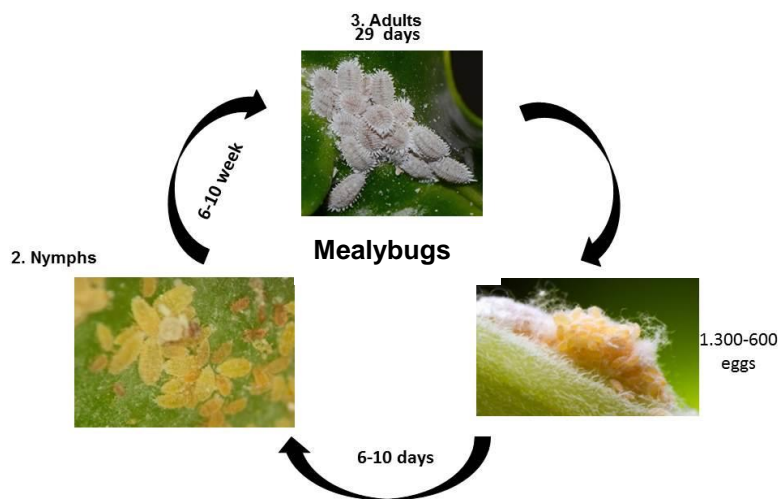 3. Adults
29 days
6-10 week
Mealybugs
2. Nymphs
1.300-600
eggs
6-10 days